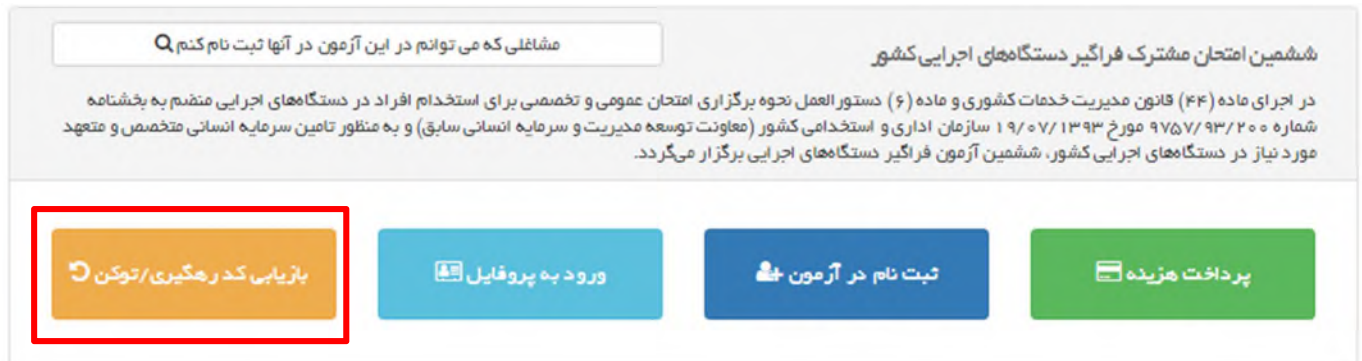 ششمین امتحان مشترک فراگیر دستگاه‌های اجرایی کشور
مشاغلی که می توانم در این آزمون در آنها ثبت نام کنم
در اجرای ماده (۴۴) قانون مدیریت خدمات کشوری و ماده (۶) دستورالعمل نحوه برگزاری امتحان عمومی و تخصصی برای استخدام افراد در دستگاه‌های اجرایی منضم به بخشنامه
شماره ۹۷۵۷/۹۳/۲۰۰ مورخ ۱۹/۰۷/۱۳۹۳ سازمان اداری و استخدامی کشور (معاونت توسعه مدیریت و سرمایه انسانی سابق) و به منظور تامین سرمایه انسانی متخصص و متعهد
مورد نیاز در دستگاه‌های اجرایی کشور، ششمین آزمون فراگیر دستگاه‌های اجرایی برگزار می‌گردد.
پرداخت هزینه
ثبت نام در آزمون
ورود به پروفایل
بازیابی کد رهگیری/توکن